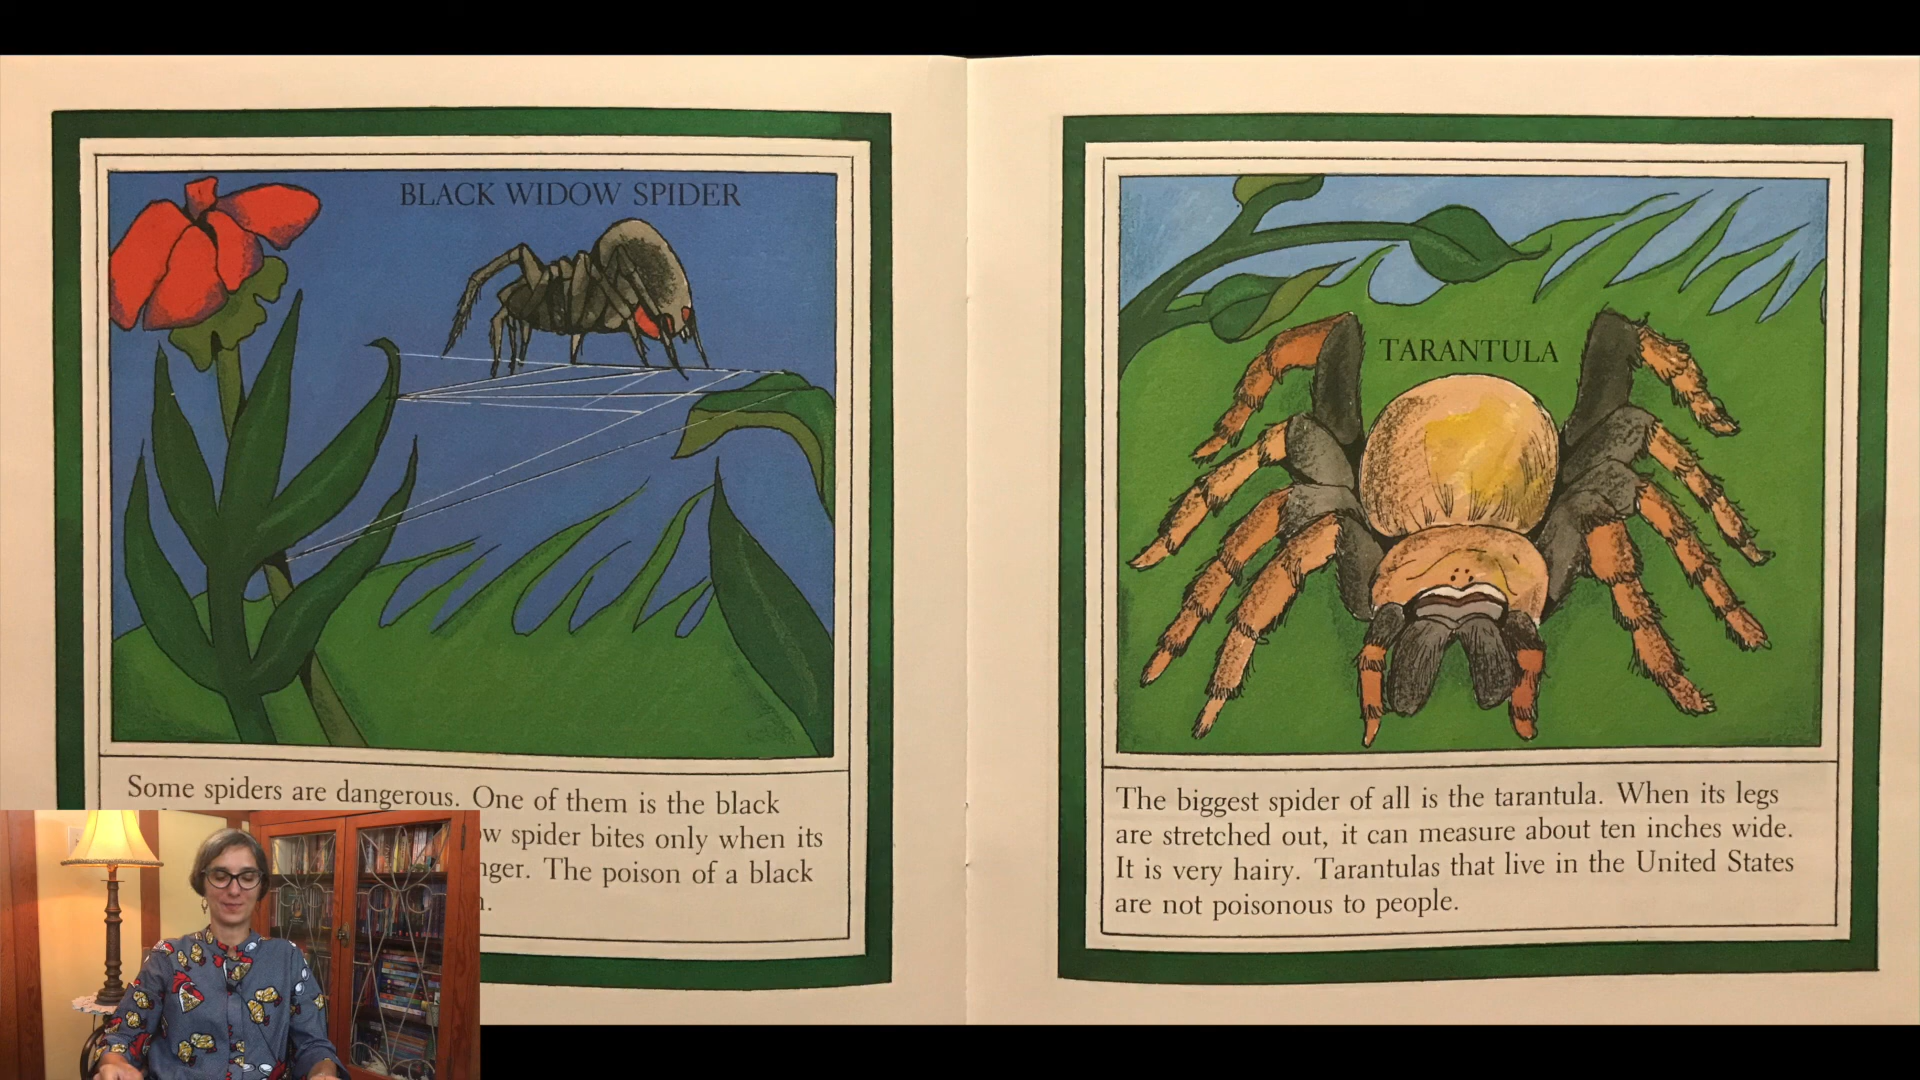 BLACK WIDOW SPIDER
Some spiders are dangerous. One of them is the black
spider bites only when its
The poison of a black
TARANTULA
The biggest spider of all is the tarantula. When its legs
are stretched out, it can measure about ten inches wide.
It is very hairy. Tarantulas that live in the United States
are not poisonous to people.